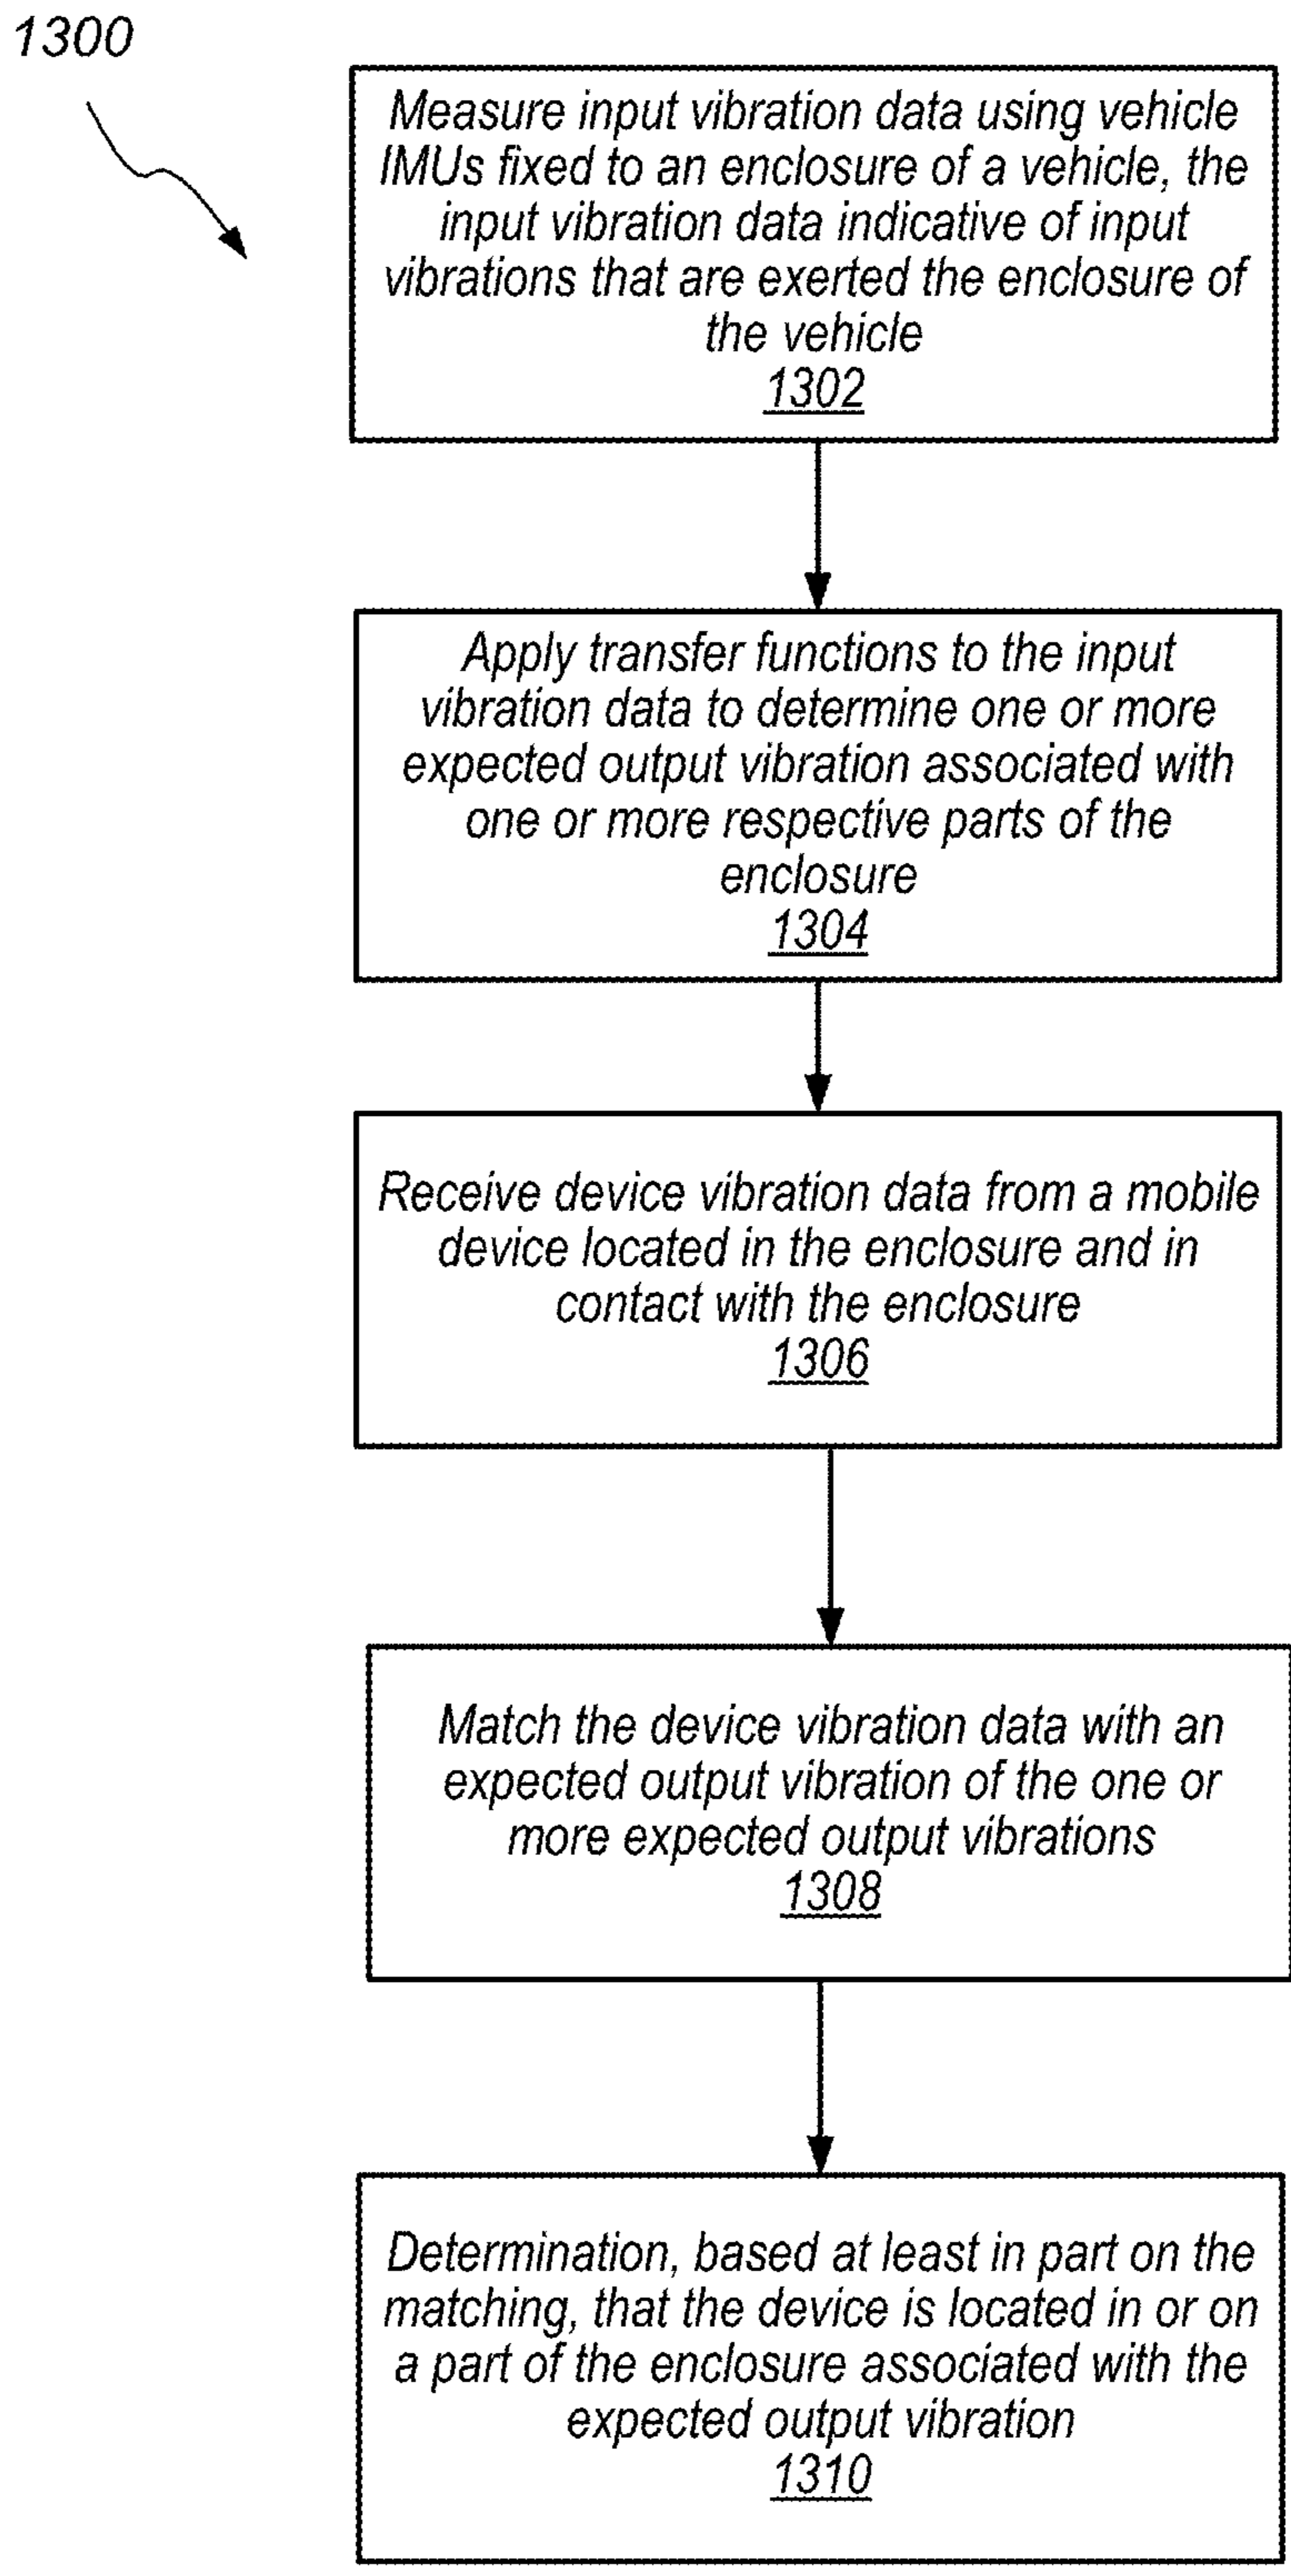 1300
Measure input vibration data using vehicle
IMUs fixed to an enclosure of a vehicle, the
input vibration data indicative of input
vibrations that are exerted the enclosure of
the vehicle
1302
Apply transfer functions to the input
vibration data to determine one or more
expected output vibration associated with
one or more respective parts of the
enclosure
1304
Receive device vibration data from a mobile
device located in the enclosure and in
contact with the enclosure
1306
Match the device vibration data with an
expected output vibration of the one or
more expected output vibrations
1308
Determination, based at least in part on the
matching, that the device is located in or on
a part of the enclosure associated with the
expected output vibration
1310